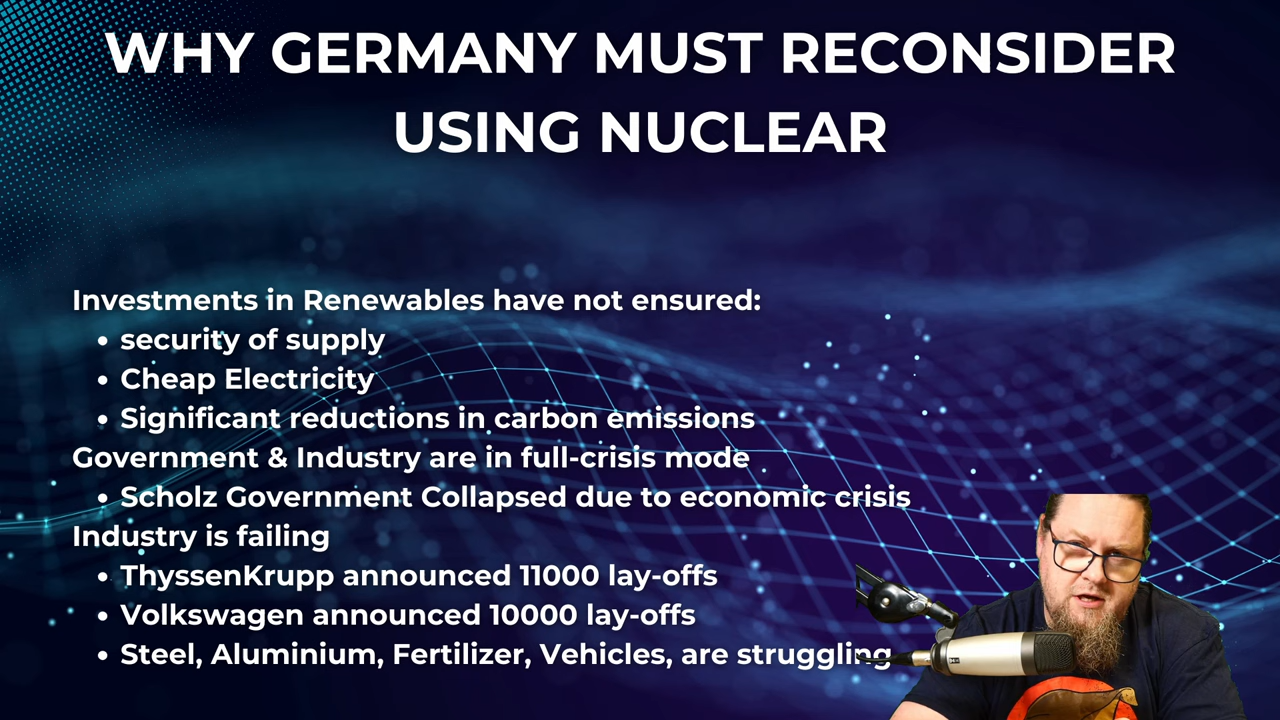 WHY GERMANY MUST RECONSIDER
USING NUCLEAR
Investments in Renewables have not ensured:
• security of supply
• Cheap Electricity
• Significant reductions in carbon emissions
Government & Industry are in full-crisis mode
• Scholz Government Collapsed due to economic crisis
Industry is failing
• ThyssenKrupp announced 11000 lay-offs
• Volkswagen announced 10000 lay-offs
• Steel, Aluminium, Fertilizer, Vehicles, are struggling